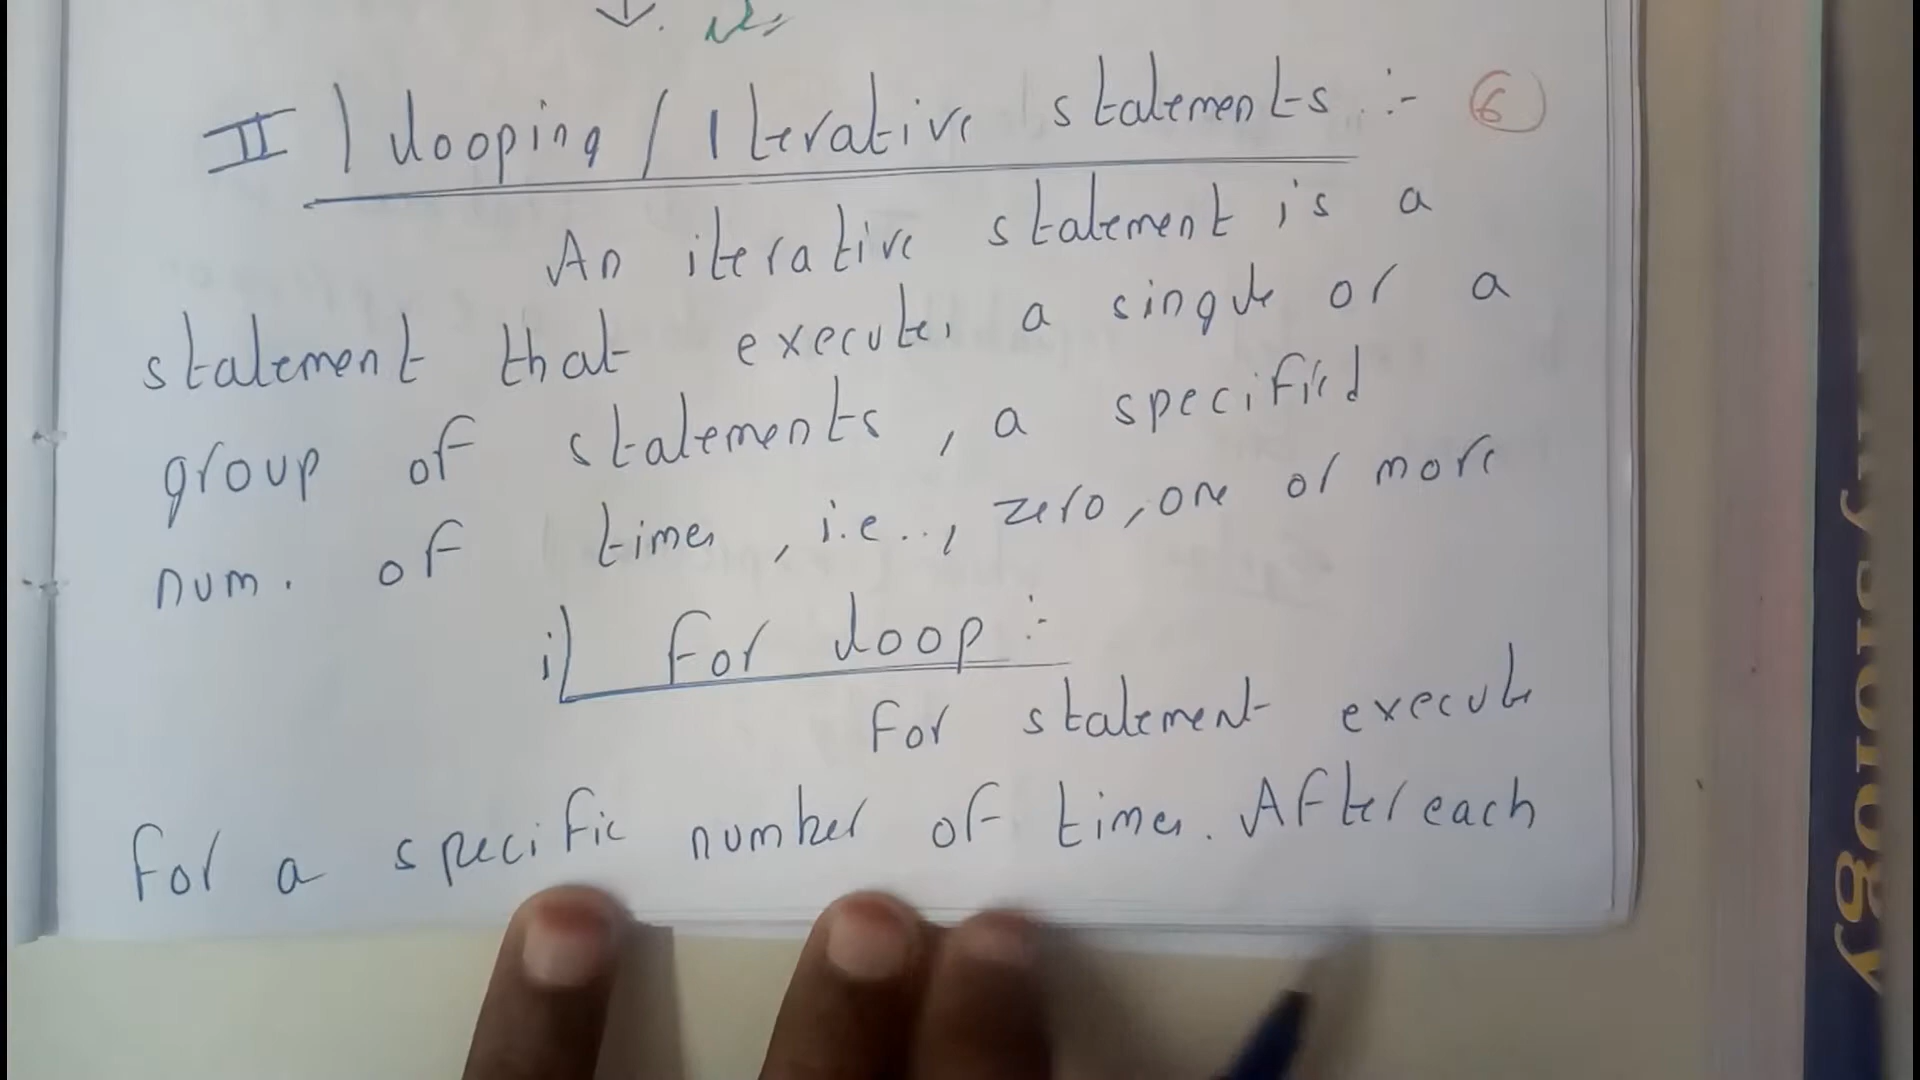 II) Looping / Iterative statements :- 6
An iterative statement is a
statement that executes a single or a
group of statements, a specified
num. of times, i.e.., zero, one or more
i) For loop :-
For statement execute
For a specific number of times. After each